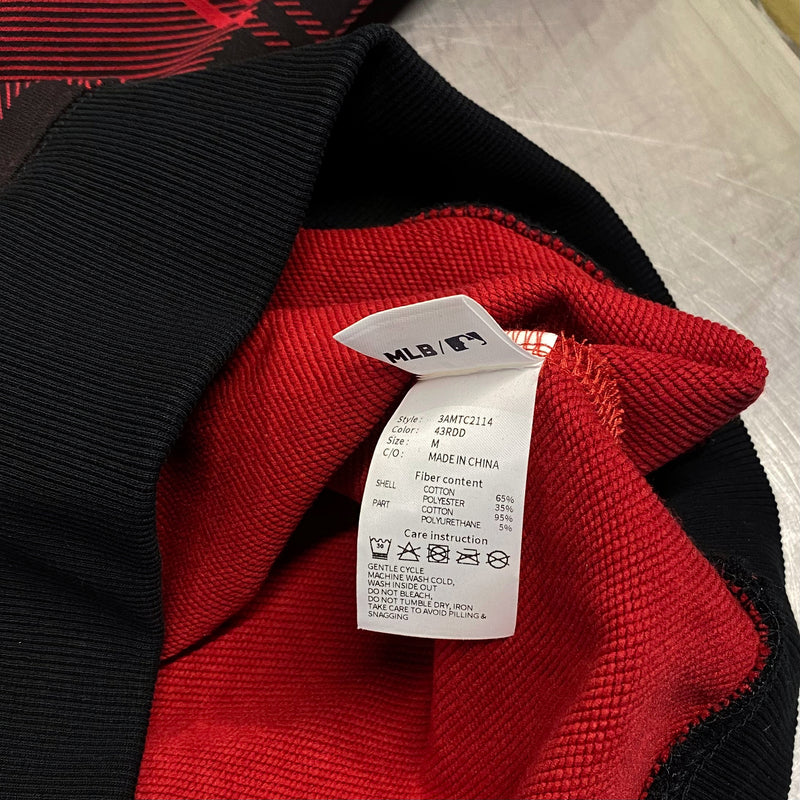 MLB/
Style: 3AMTC2114
Color: 43RDD
Size: M
C/O: MADE IN CHINA
Fiber content
SHELL COTTON 65%
POLYESTER 35%
PART COTTON 95%
POLYURETHANE 5%
Care instruction
30
GENTLE CYCLE
MACHINE WASH COLD,
WASH INSIDE OUT
DO NOT BLEACH,
DO NOT TUMBLE DRY, IRON
TAKE CARE TO AVOID PILLING &
SNAGGING